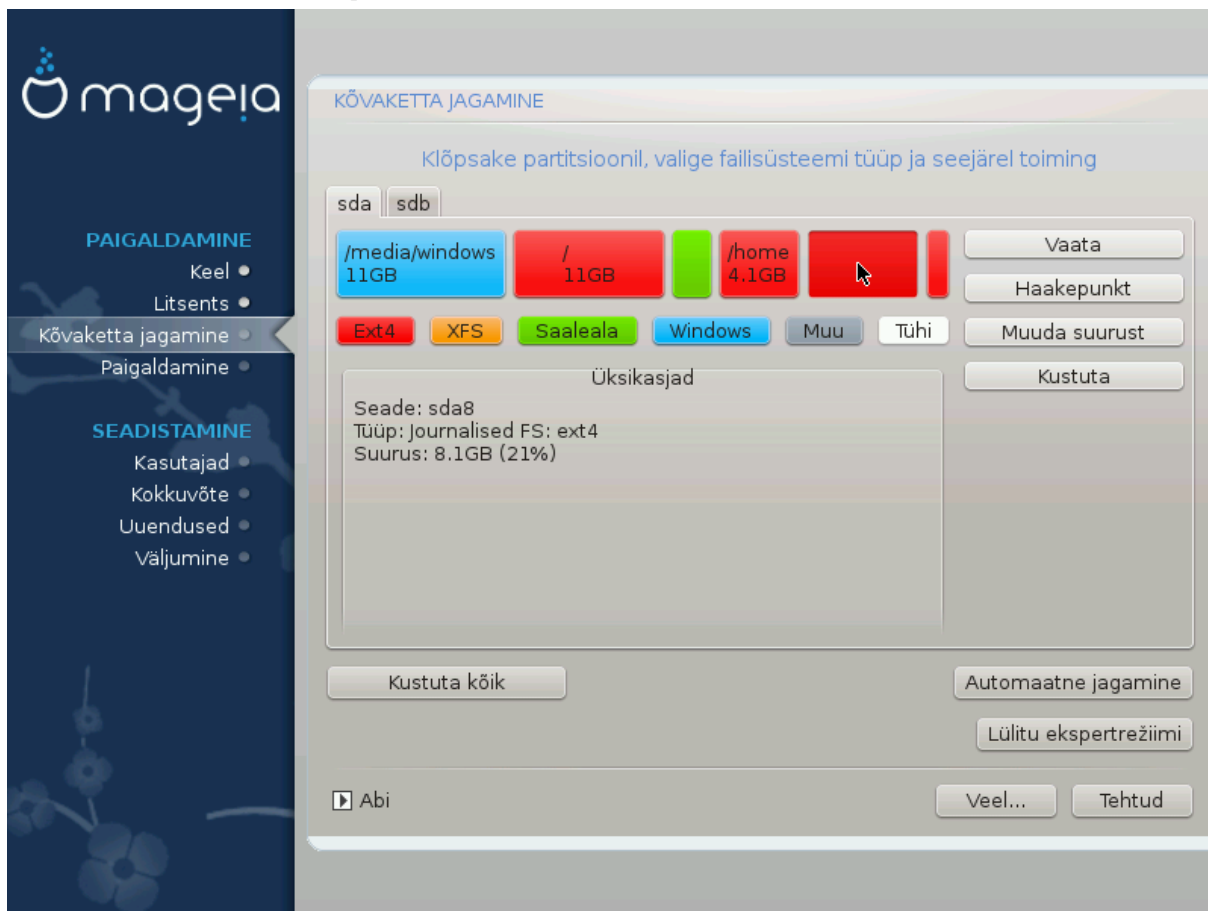 mageia
KÕVAKETTA JAGAMINE
Klõpsake partitsioonil, valige failisüsteemi tüüp ja seejärel toiming
sda sdb
/media/windows
11GB
/
11GB
/home
4.1GB
Vaata
Haakepunkt
Muuda suurust
Kustuta
Ext4 XFS Saaleala Windows Muu Tühi
Üksikasjad
Seade: sda8
Tüüp: Journalised FS: ext4
Suurus: 8.1GB (21%)
PAIGALDAMINE
Keel
Litsents
Kõvaketta jagamine
Paigaldamine
SEADISTAMINE
Kasutajad
Kokkuvõte
Uuendused
Väljumine
Kustuta kõik
Automaatne jagamine
Lülitu ekspertrežiimi
Abi
Veel...
Tehtud